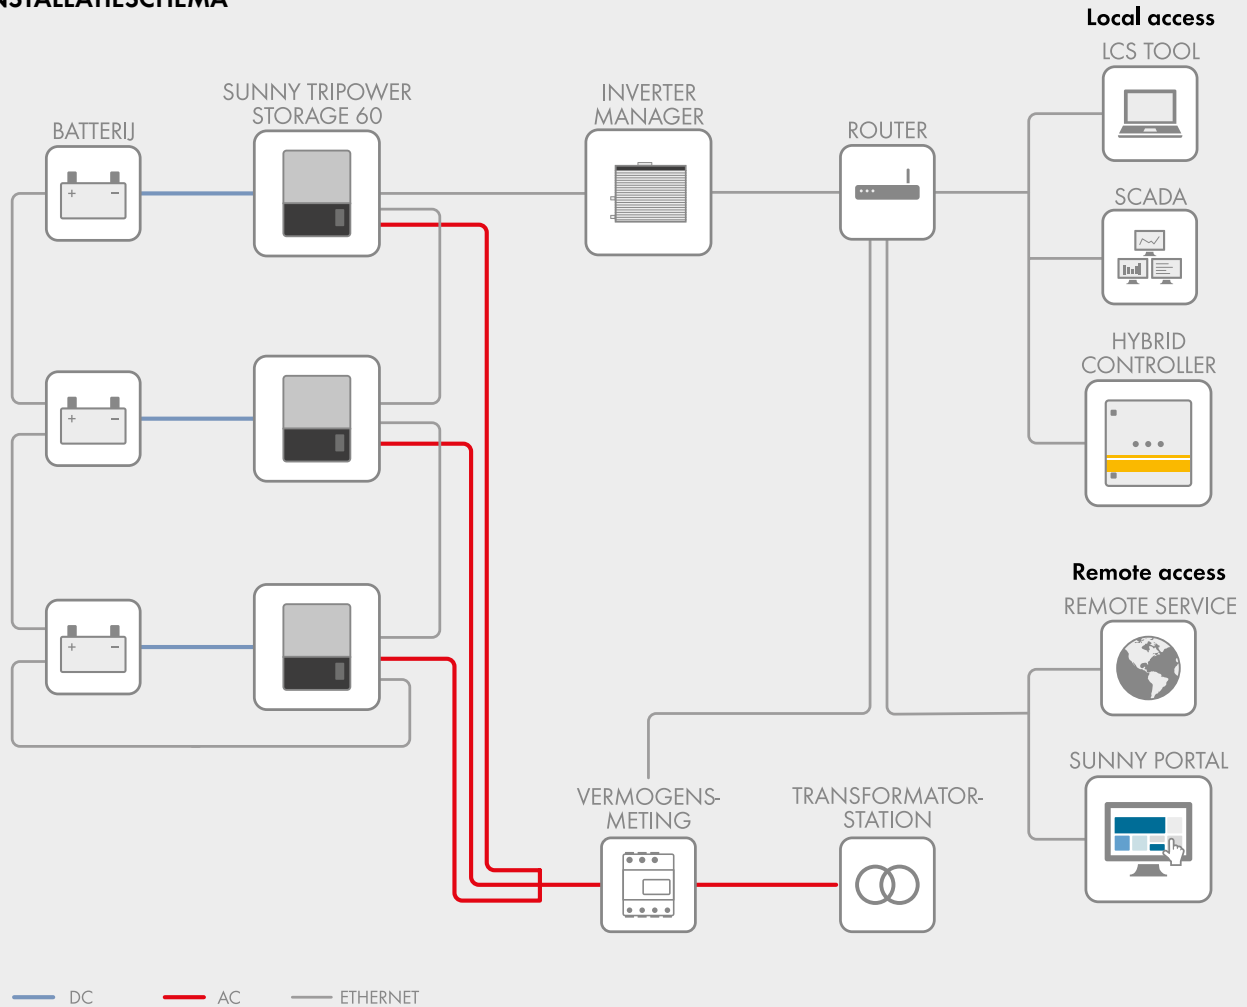 NSTALLATIESCHEMA
Local access
LCS TOOL
SUNNY TRIPOWER
STORAGE 60
INVERTER
MANAGER
BATTERIJ
ROUTER
SCADA
HYBRID
CONTROLLER
Remote access
REMOTE SERVICE
SUNNY PORTAL
VERMOGENS-
METING
TRANSFORMATOR-
STATION
DC
AC
ETHERNET